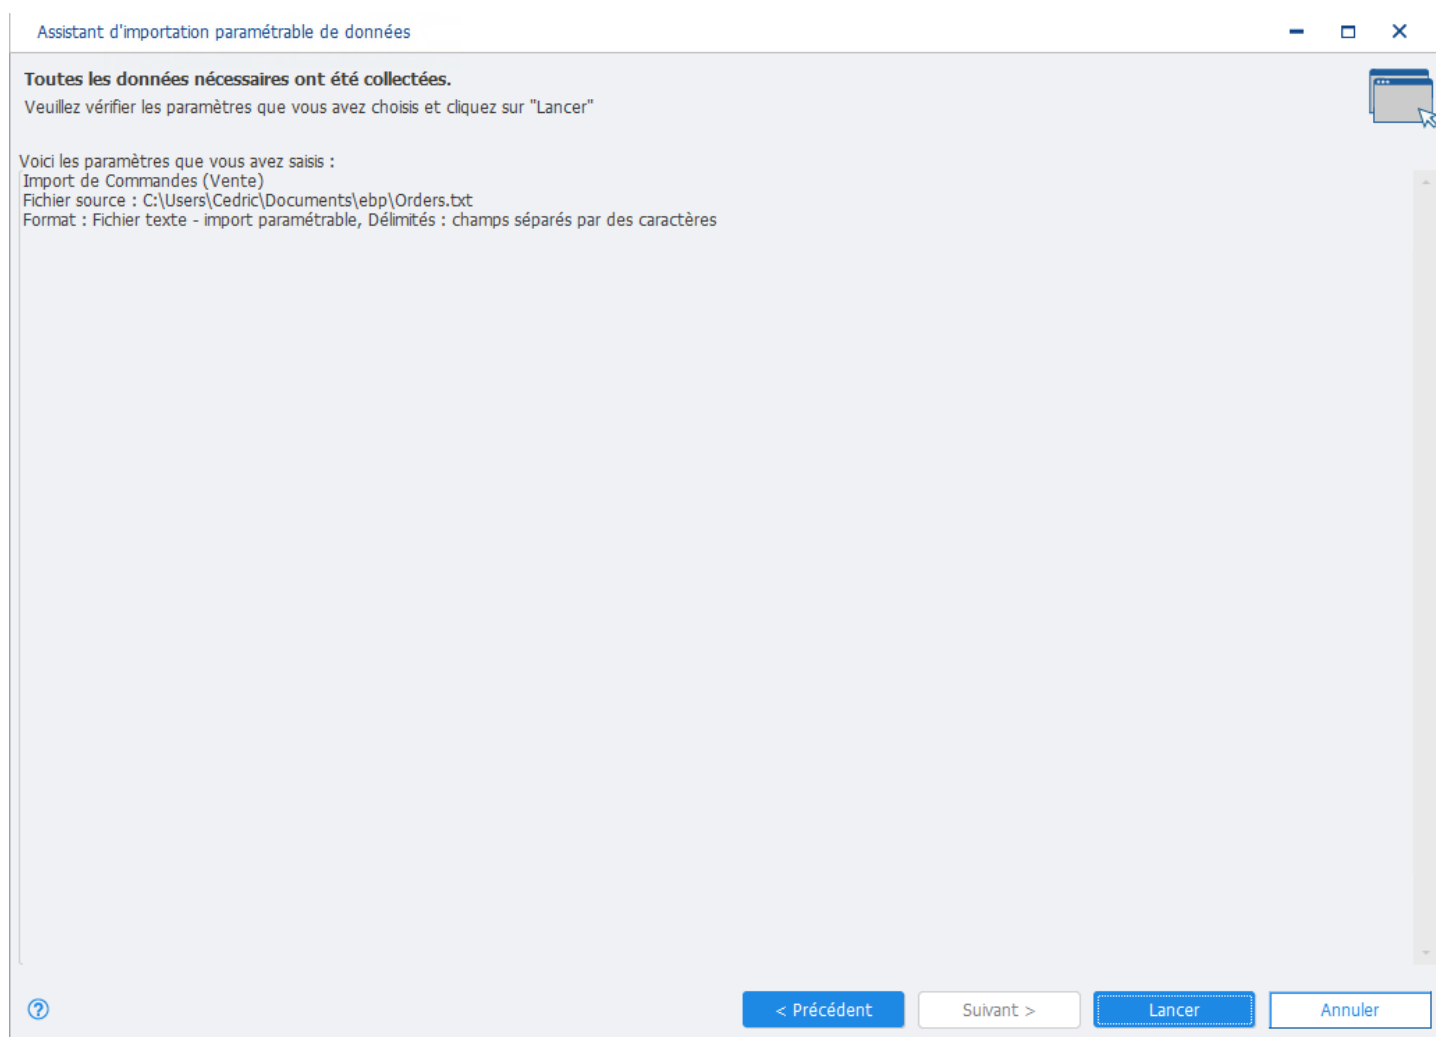 Assistant d'importation paramétrable de données
Toutes les données nécessaires ont été collectées.
Veuillez vérifier les paramètres que vous avez choisis et cliquez sur "Lancer"
Voici les paramètres que vous avez saisis :
Import de Commandes (Vente)
Fichier source : C:\Users\Cedric\Documents\ebp\Orders.txt
Format : Fichier texte - import paramétrable, Délimités : champs séparés par des caractères
< Précédent
Suivant >
Lancer
Annuler